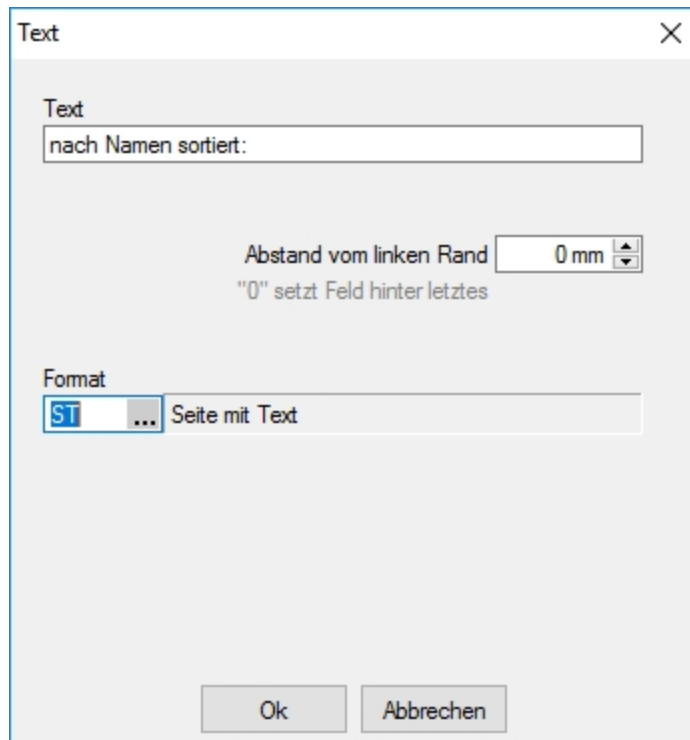 Text
Text
nach Namen sortiert:
Abstand vom linken Rand 0 mm
"0" setzt Feld hinter letztes
Format
ST ... Seite mit Text
Ok Abbrechen